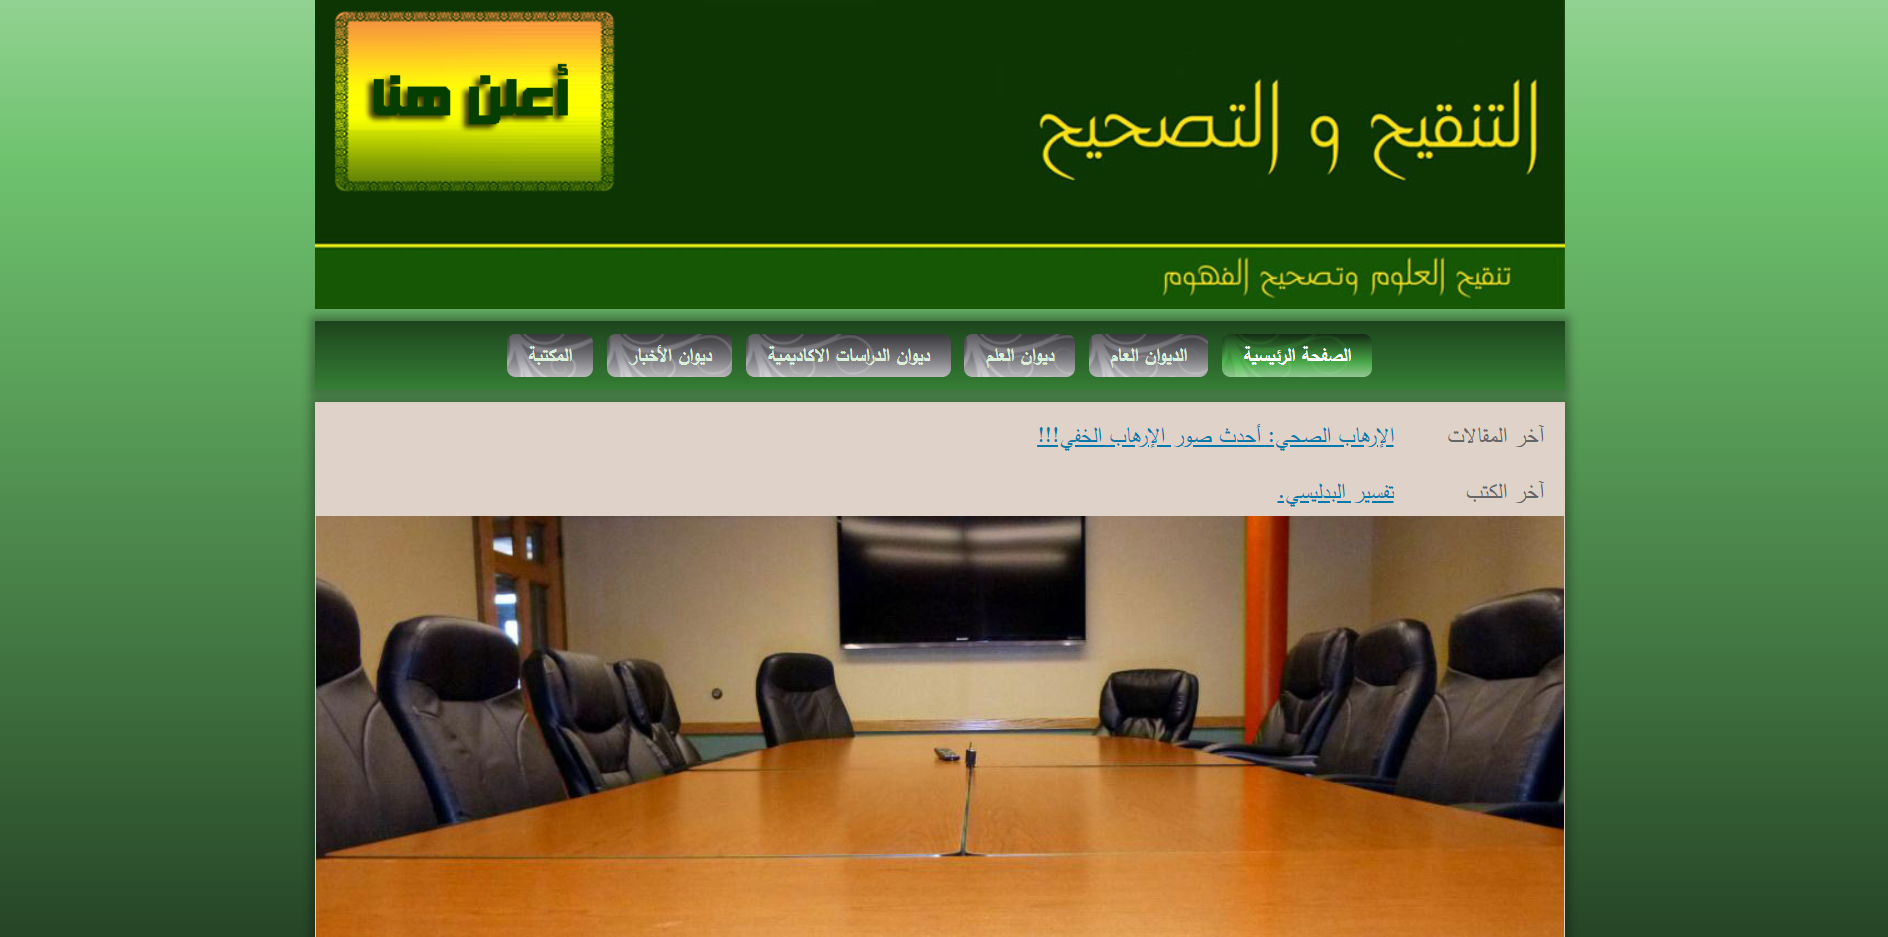 أعلن هنا
التنقيح و التصحيح
تنقيح العلوم وتصحيح الفهوم
الصفحة الرئيسية
الديوان العام
ديوان العلم
ديوان الدراسات الاكاديمية
ديوان الأخبار
المكتبة
آخر المقالات الإرهاب الصحي: أحدث صور الإرهاب الخفي!!!
آخر الكتب تفسير البدليسي.